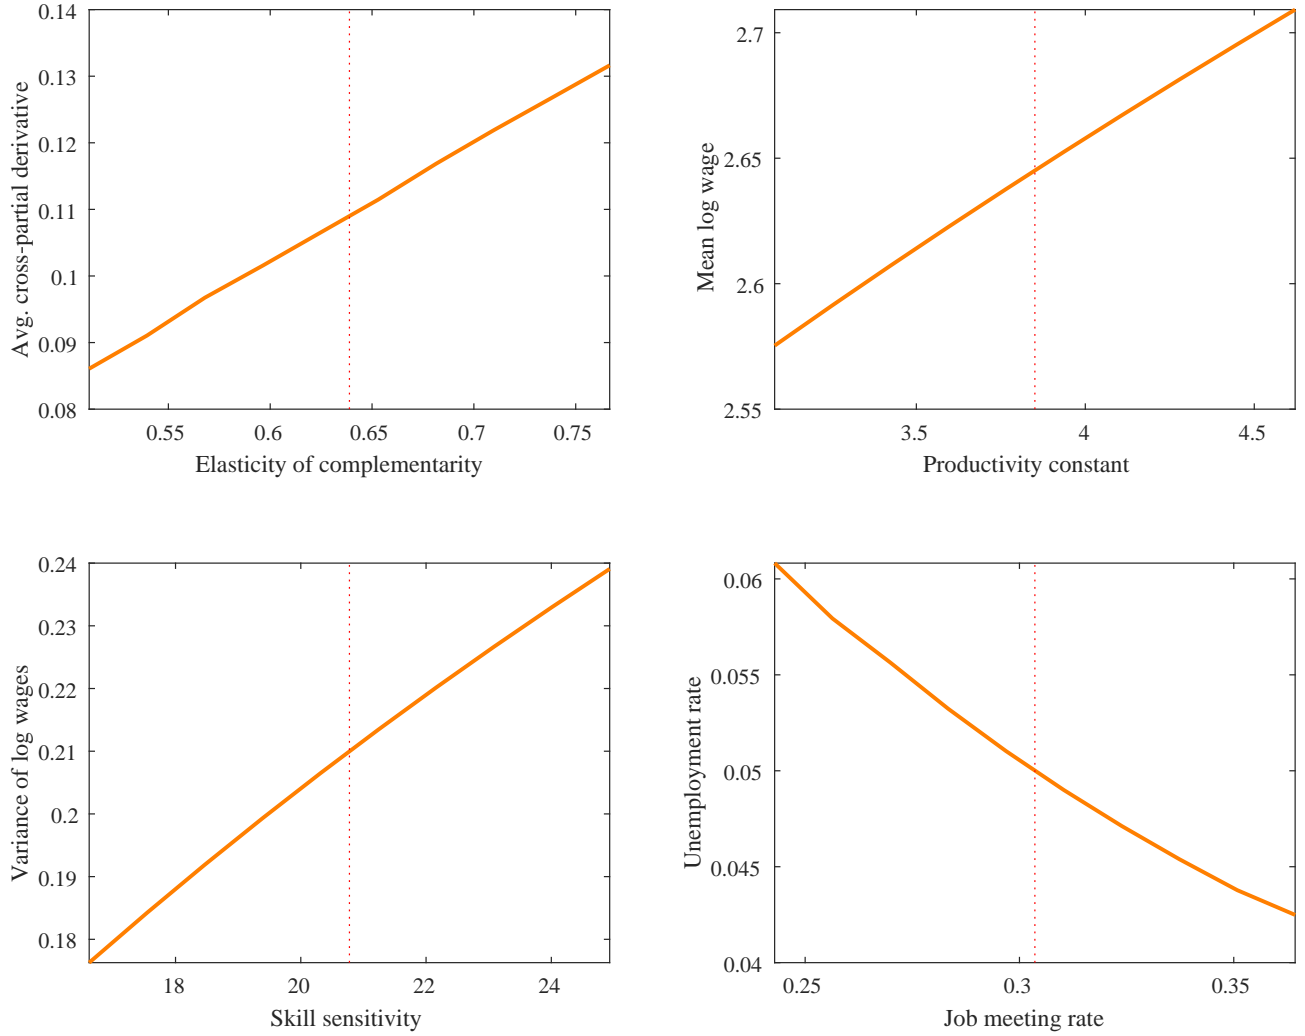 0.14
0.13
0.12
0.11
0.1
0.09
0.08
Avg. cross-partial derivative
0.55 0.6 0.65 0.7 0.75
Elasticity of complementarity
2.7
2.65
2.6
2.55
Mean log wage
3.5 4 4.5
Productivity constant
0.24
0.23
0.22
0.21
0.2
0.19
0.18
Variance of log wages
18 20 22 24
Skill sensitivity
0.06
0.055
0.05
0.045
0.04
Unemployment rate
0.25 0.3 0.35
Job meeting rate